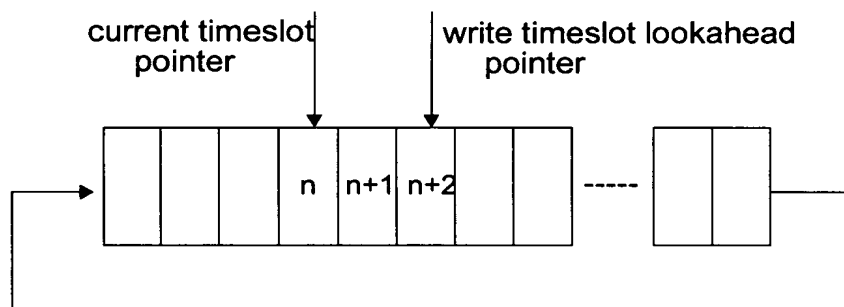 current timeslot
pointer
write timeslot lookahead
pointer
n n+1 n+2